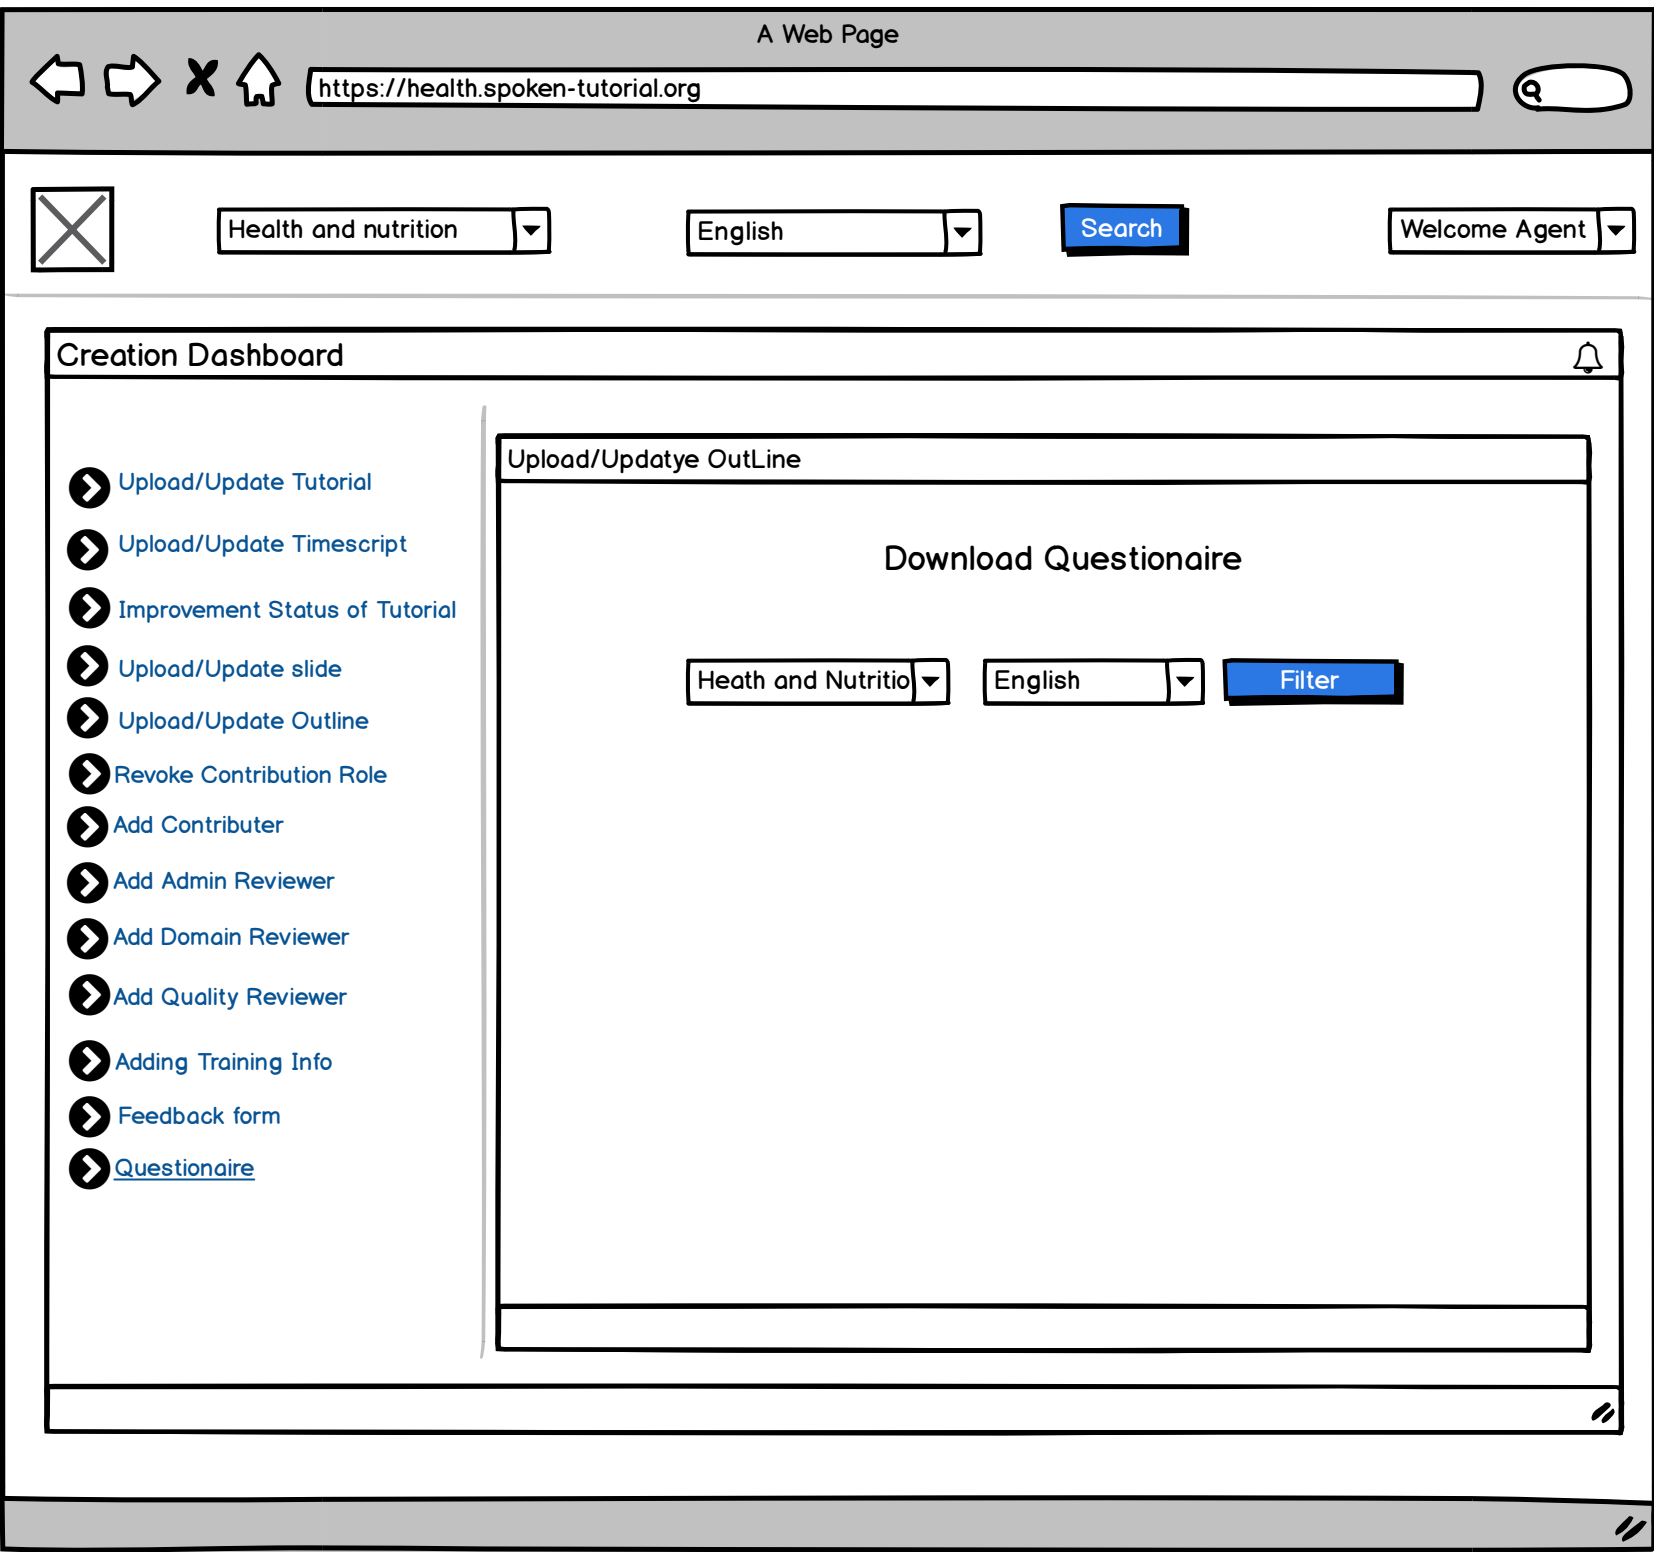 A Web Page
https://health.spoken-tutorial.org
Health and nutrition
English
Search
Welcome Agent
Creation Dashboard
Upload/Update Tutorial
Upload/Update Timescript
Improvement Status of Tutorial
Upload/Update slide
Upload/Update Outline
Revoke Contribution Role
Add Contributer
Add Admin Reviewer
Add Domain Reviewer
Add Quality Reviewer
Adding Training Info
Feedback form
Questionaire
Upload/Updatye OutLine
Download Questionaire
Heath and Nutritio
English
Filter